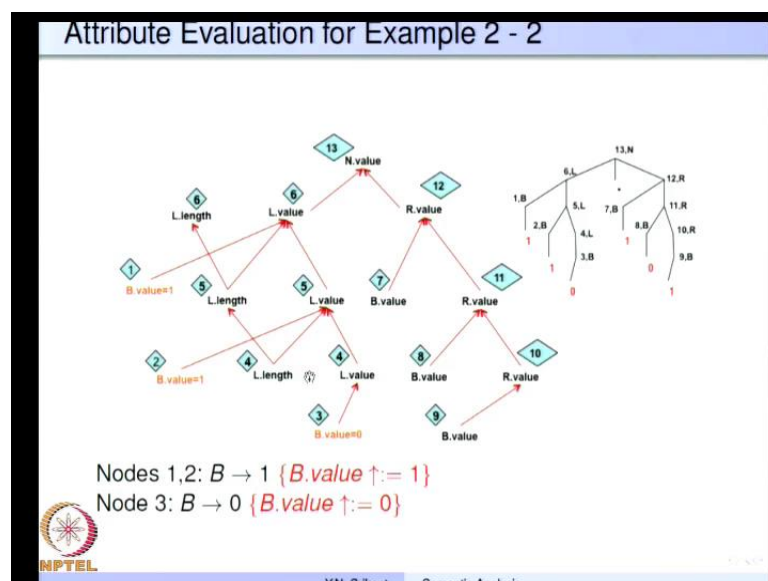 Attribute Evaluation for Example 2 - 2
13
N.value
6
L.length
6
L.value
12
R.value
1
B.value=1
5
L.length
5
L.value
7
B.value
11
R.value
2
B.value=1
4
L.length
4
L.value
8
B.value
10
R.value
3
B.value=0
9
B.value
13,N
6,L
.
12,R
1,B
5,L
7,B
11,R
1
2,B
4,L
1
8,B
10,R
1
3,B
0
9,B
0
1
Nodes 1,2: B → 1 {B.value ↑:= 1}
Node 3: B → 0 {B.value ↑:= 0}
NPTEL